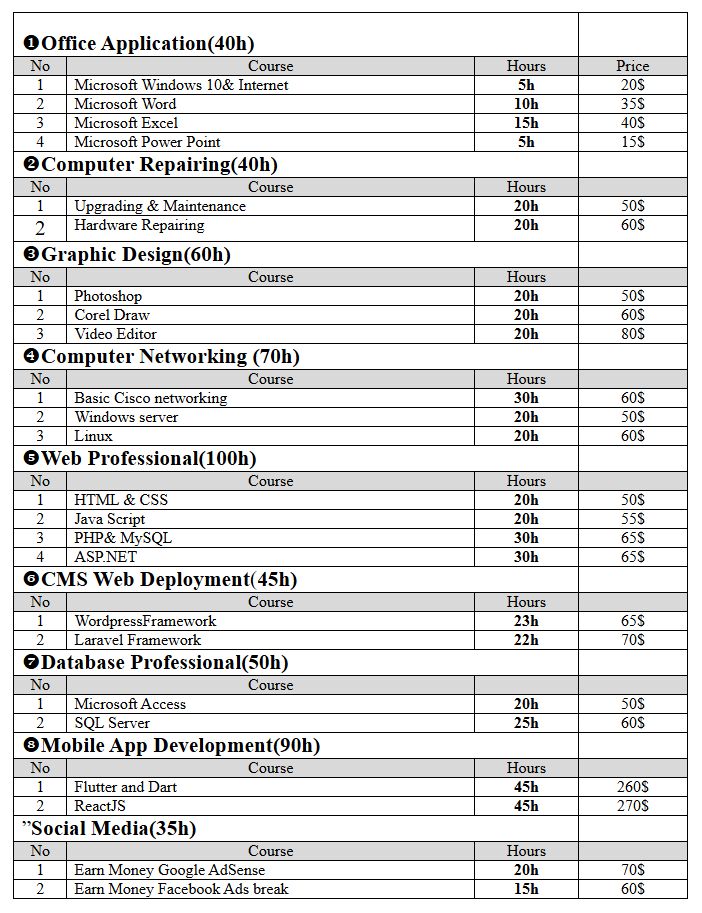 ❶Office Application(40h)
No Course Hours Price
1 Microsoft Windows 10& Internet 5h 20$
2 Microsoft Word 10h 35$
3 Microsoft Excel 15h 40$
4 Microsoft Power Point 5h 15$
❷Computer Repairing(40h)
No Course Hours
1 Upgrading & Maintenance 20h 50$
2 Hardware Repairing 20h 60$
❸Graphic Design(60h)
No Course Hours
1 Photoshop 20h 50$
2 Corel Draw 20h 60$
3 Video Editor 20h 80$
❹Computer Networking (70h)
No Course Hours
1 Basic Cisco networking 30h 60$
2 Windows server 20h 50$
3 Linux 20h 60$
❺Web Professional(100h)
No Course Hours
1 HTML & CSS 20h 50$
2 Java Script 20h 55$
3 PHP& MySQL 30h 65$
4 ASP.NET 30h 65$
❻CMS Web Deployment(45h)
No Course Hours
1 WordpressFramework 23h 65$
2 Laravel Framework 22h 70$
❼Database Professional(50h)
No Course
1 Microsoft Access 20h 50$
2 SQL Server 25h 60$
❽Mobile App Development(90h)
No Course Hours
1 Flutter and Dart 45h 260$
2 ReactJS 45h 270$
”Social Media(35h)
No Course Hours
1 Earn Money Google AdSense 20h 70$
2 Earn Money Facebook Ads break 15h 60$